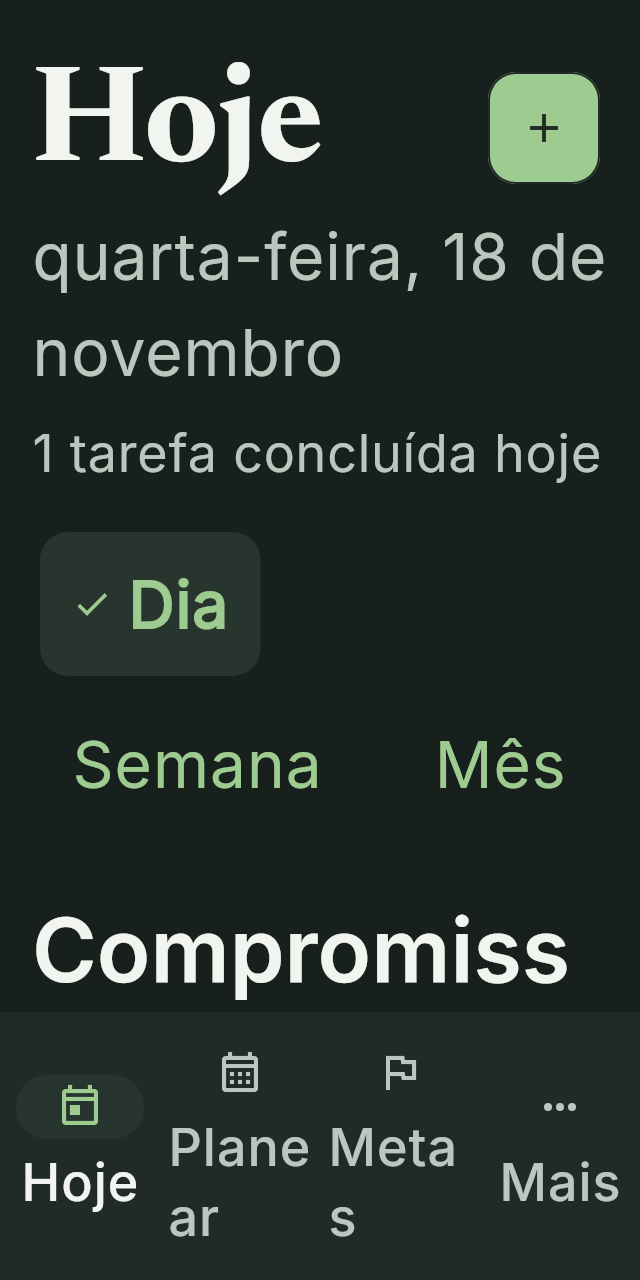 Hoje
quarta-feira, 18 de
novembro
1 tarefa concluída hoje
Dia
Semana Mês
Compromiss
Hoje
Plane
ar
Meta
s
Mais